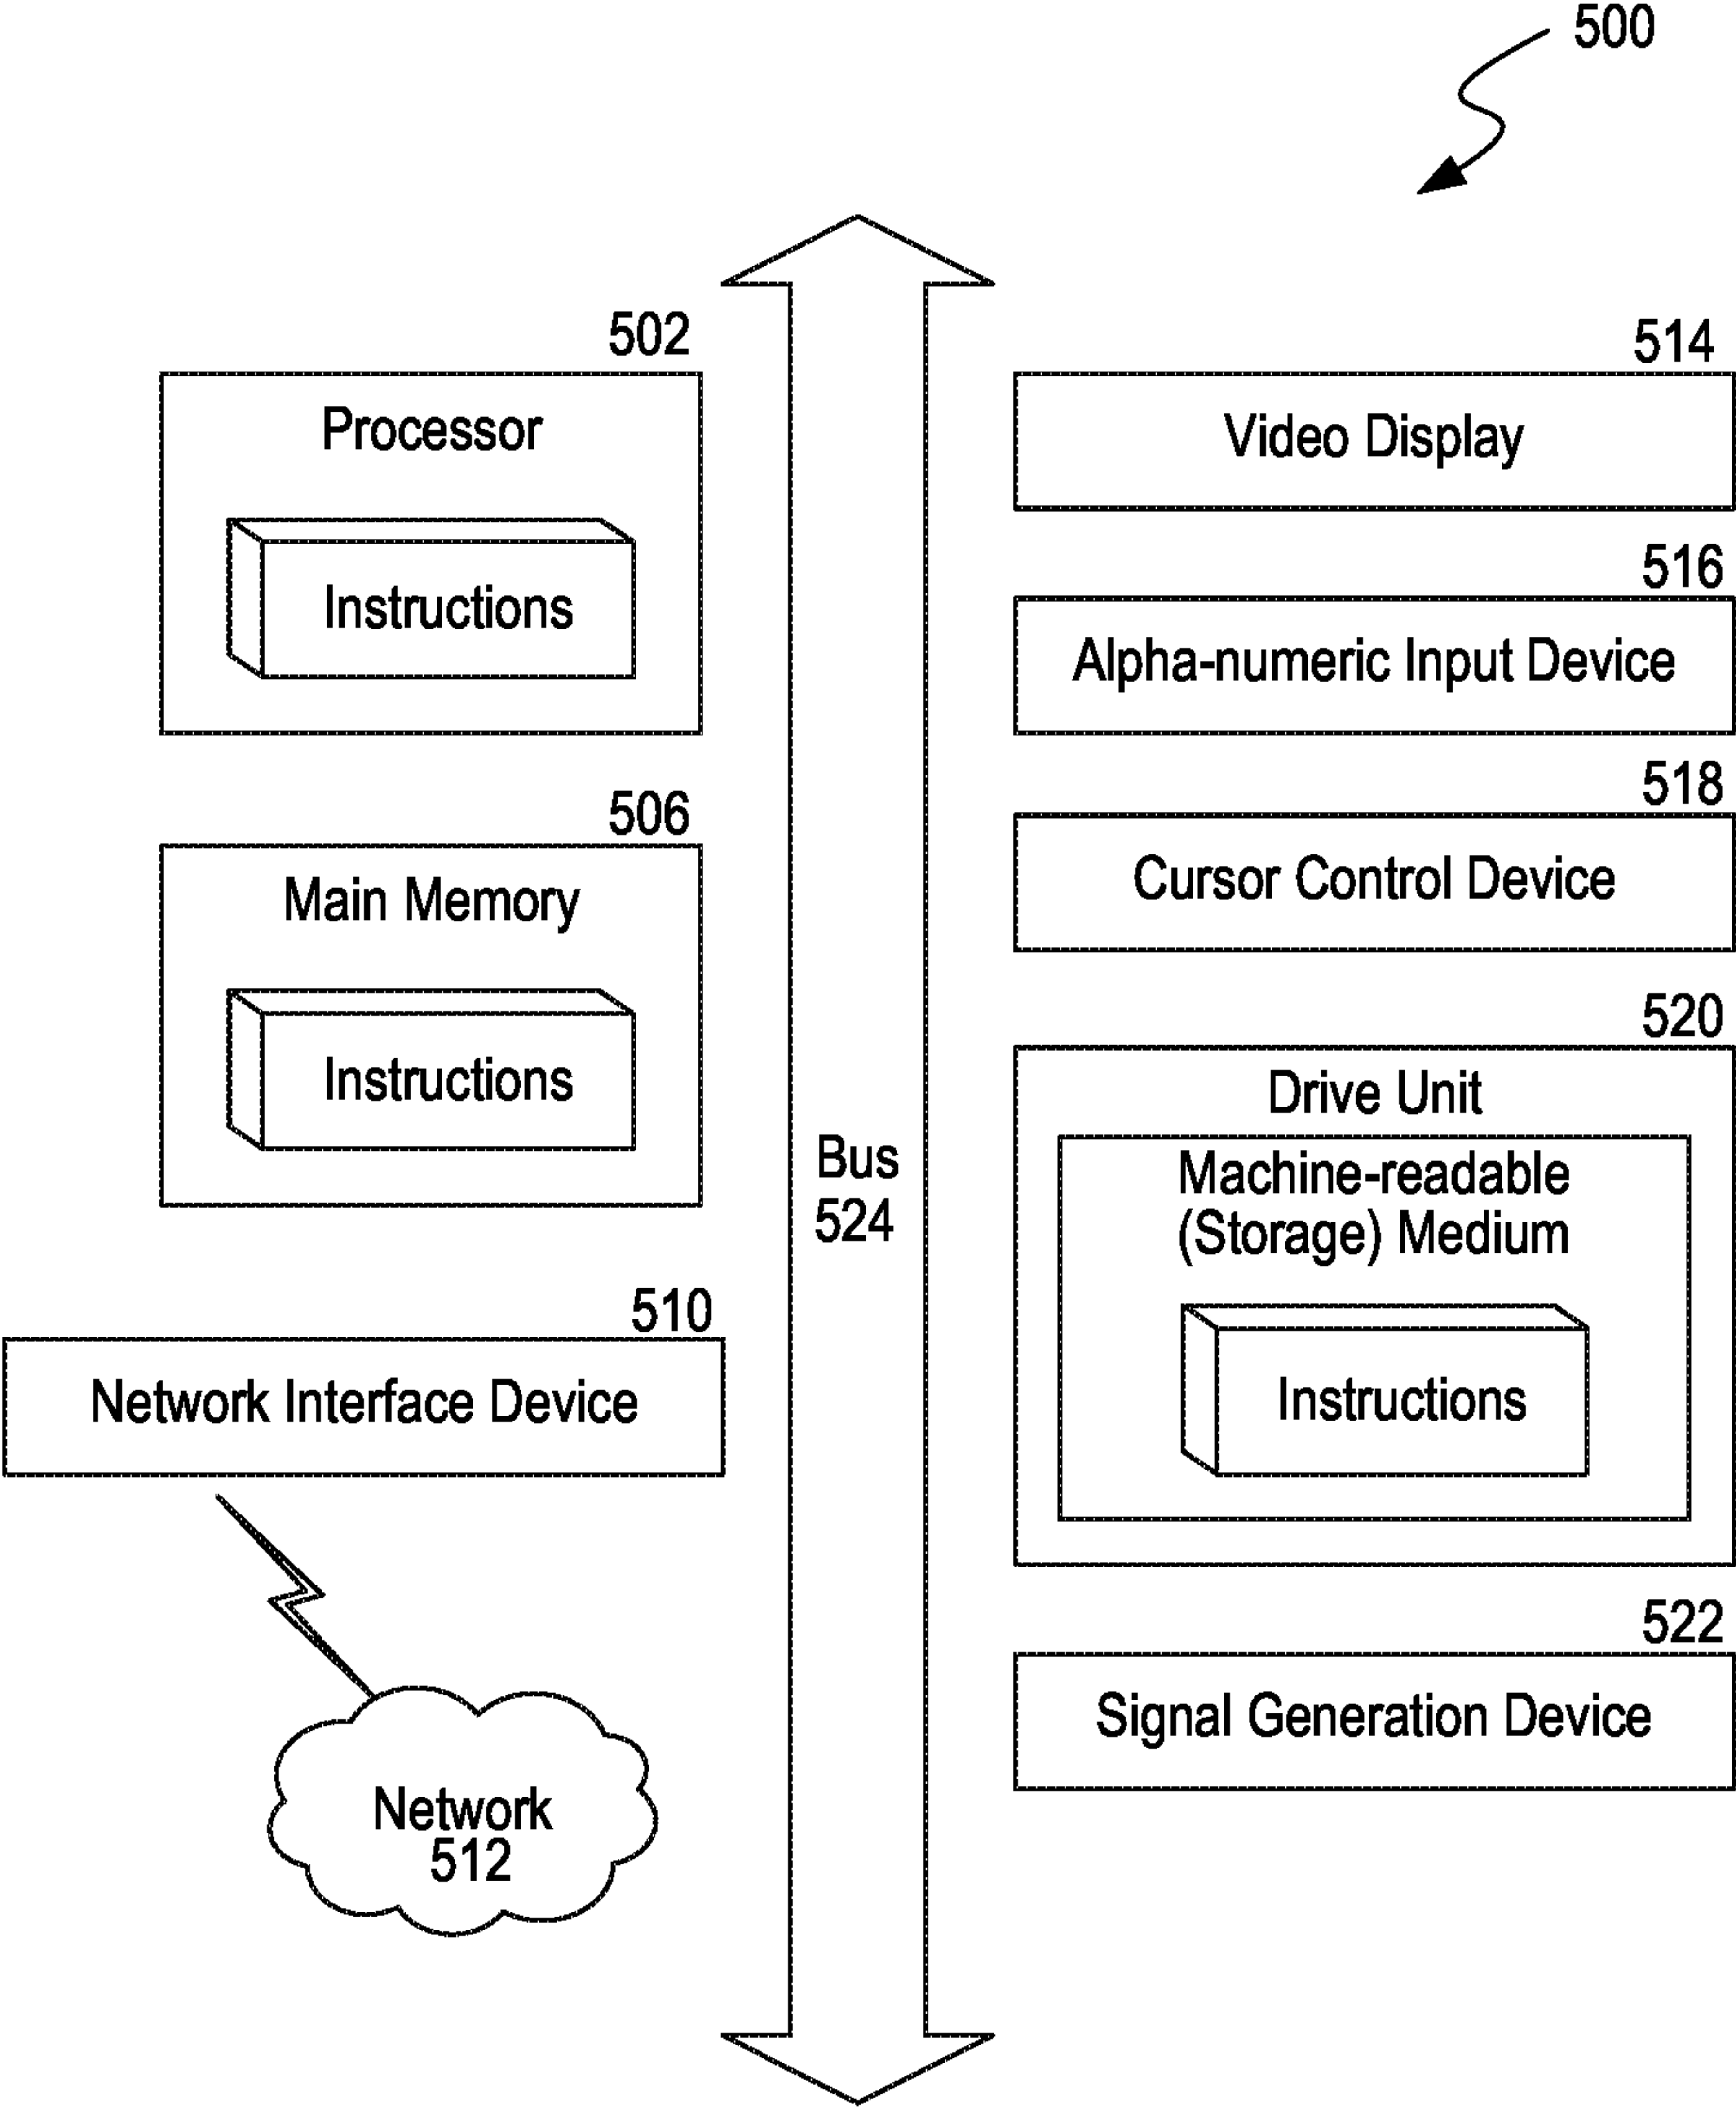 500
502
Processor
Instructions
506
Main Memory
Instructions
510
Network Interface Device
Network
512
Bus
524
514
Video Display
516
Alpha-numeric Input Device
518
Cursor Control Device
520
Drive Unit
Machine-readable
(Storage) Medium
Instructions
522
Signal Generation Device